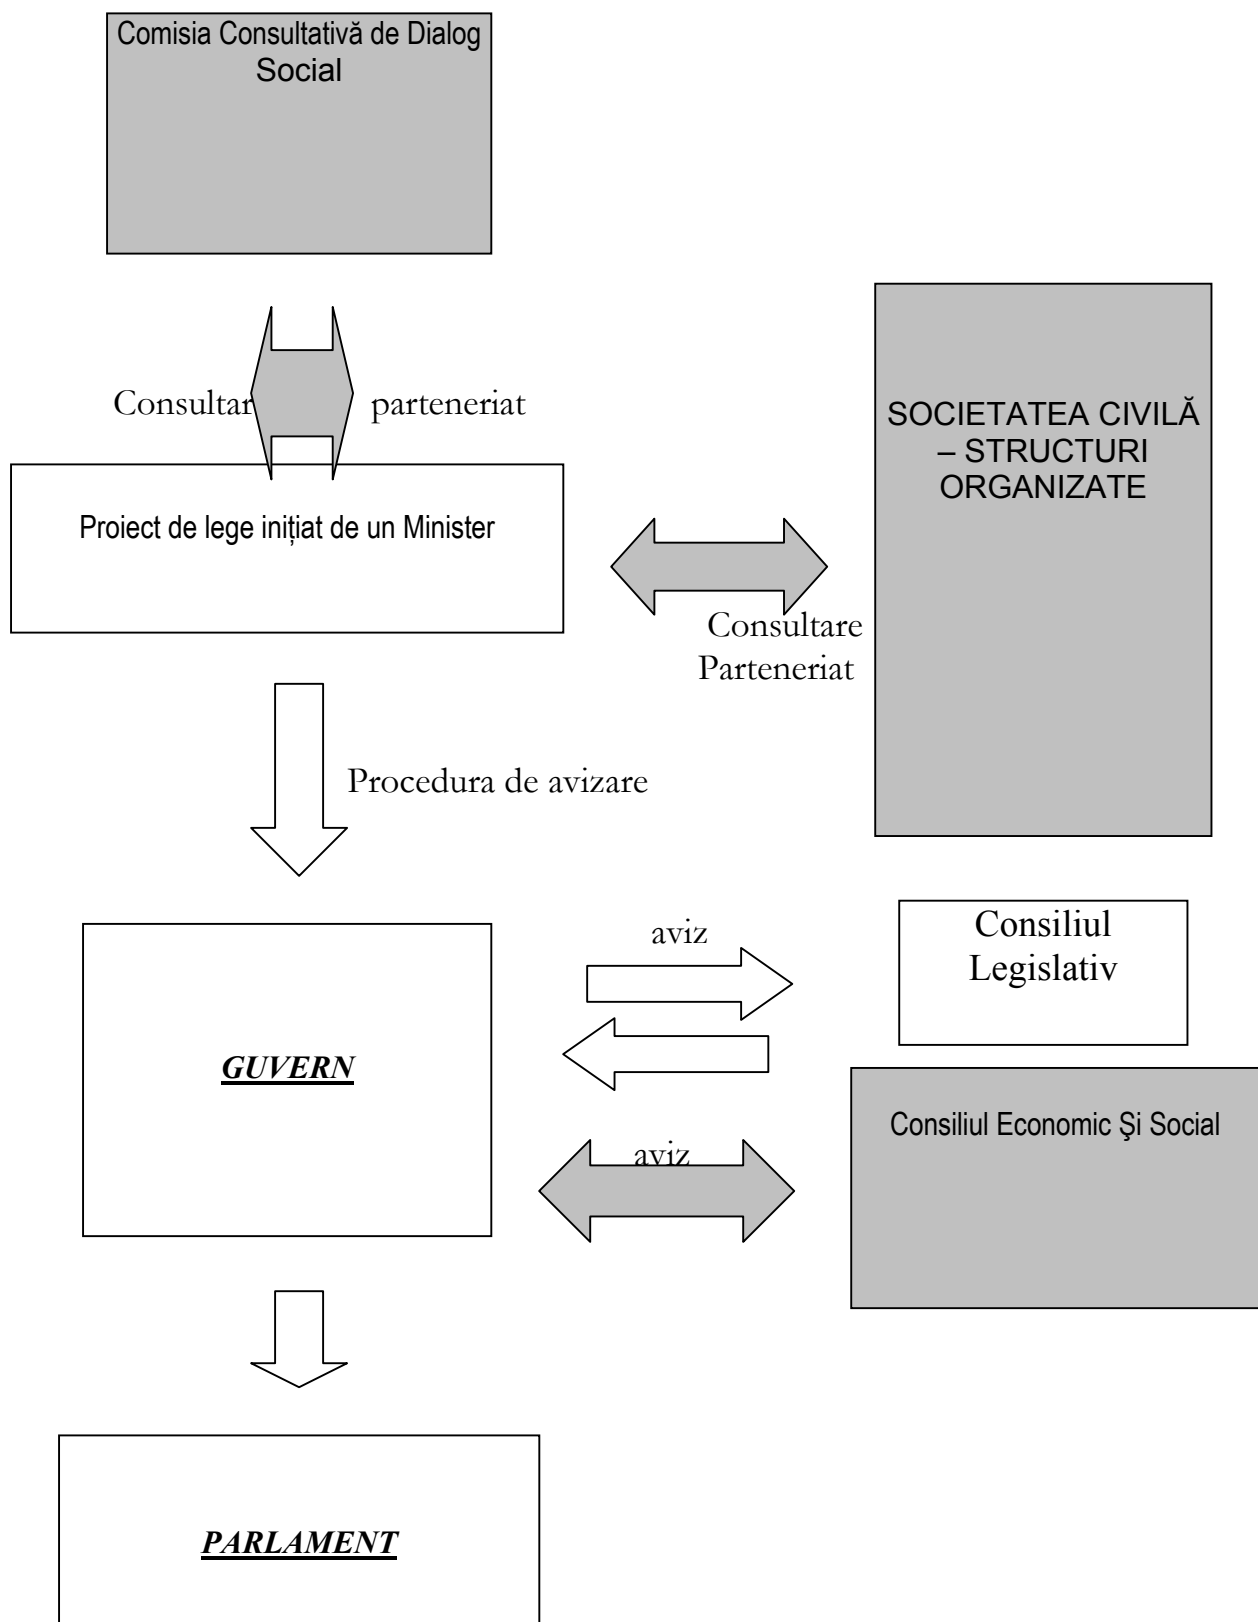 Comisia Consultativă de Dialog
Social
Consultar parteneriat
Proiect de lege inițiat de un Minister
SOCIETATEA CIVILĂ
– STRUCTURI
ORGANIZATE
Consultare
Parteneriat
Procedura de avizare
aviz
Consiliul
Legislativ
GUVERN
Consiliul Economic Şi Social
aviz
PARLAMENT